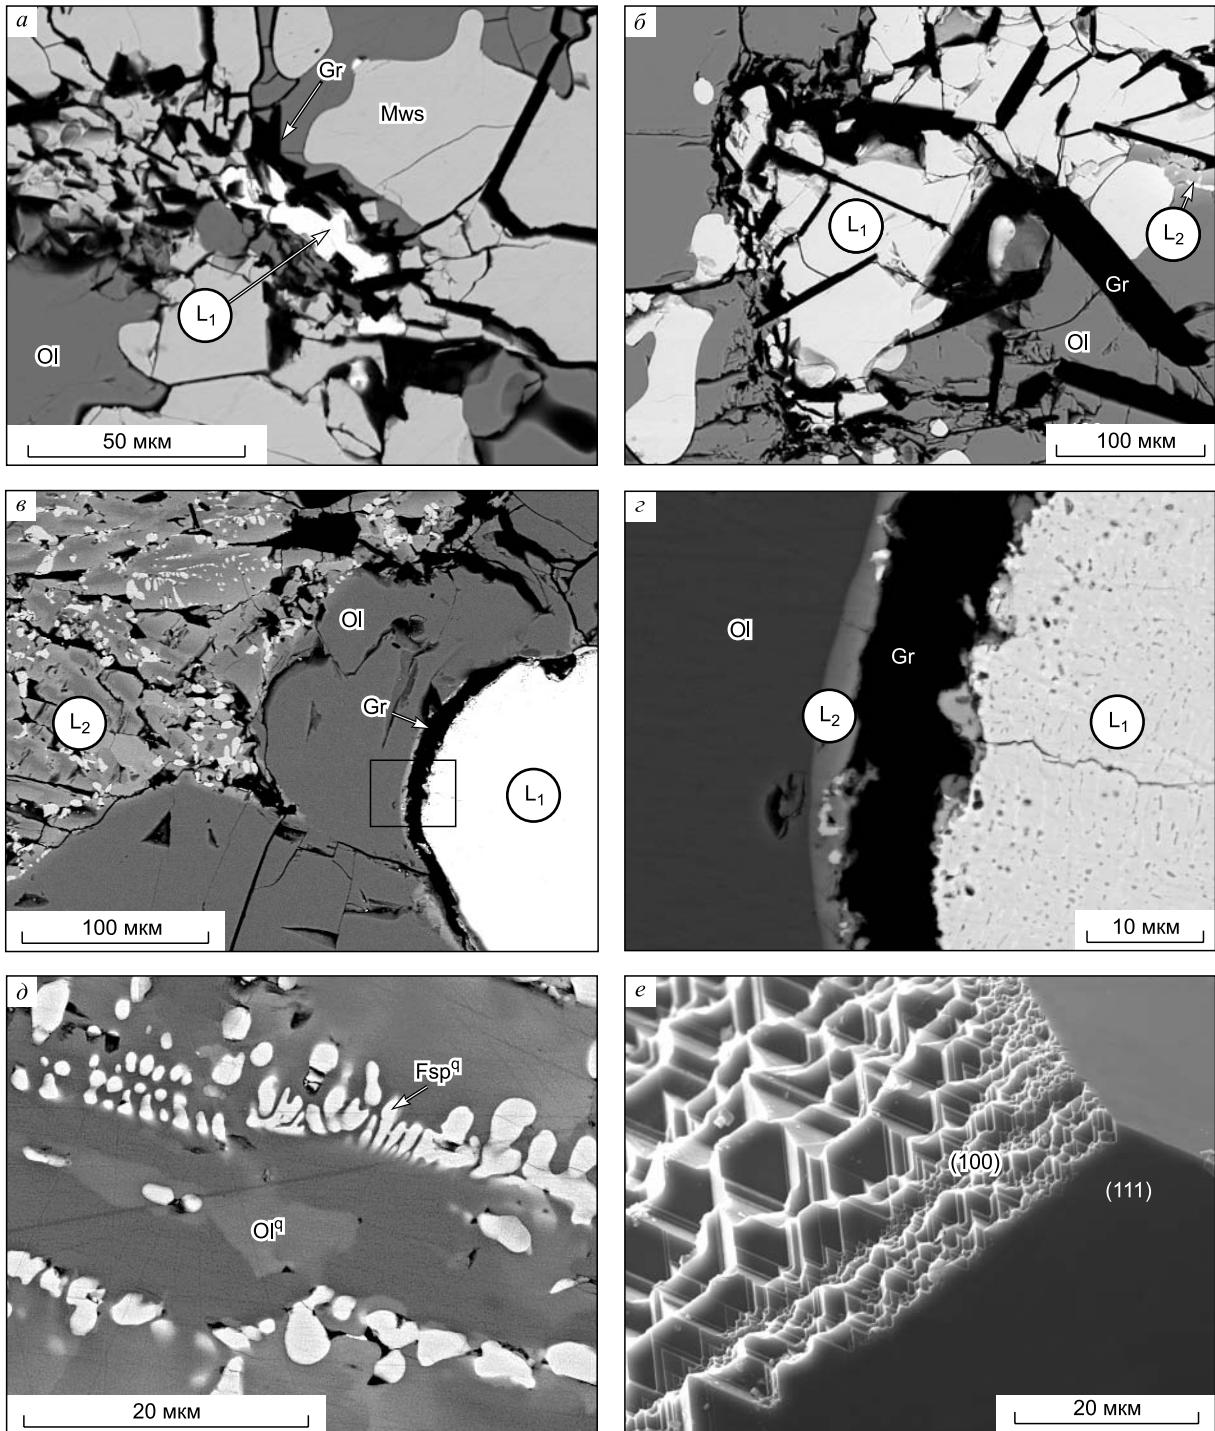 а
Gr
Mws
L₁
Ol
50 мкм
б
L₁
L₂
Gr
Ol
100 мкм
в
Ol
L₂
Gr
L₁
100 мкм
г
Ol
Gr
L₂
L₁
10 мкм
д
Fspq
Olq
20 мкм
е
(100)
(111)
20 мкм